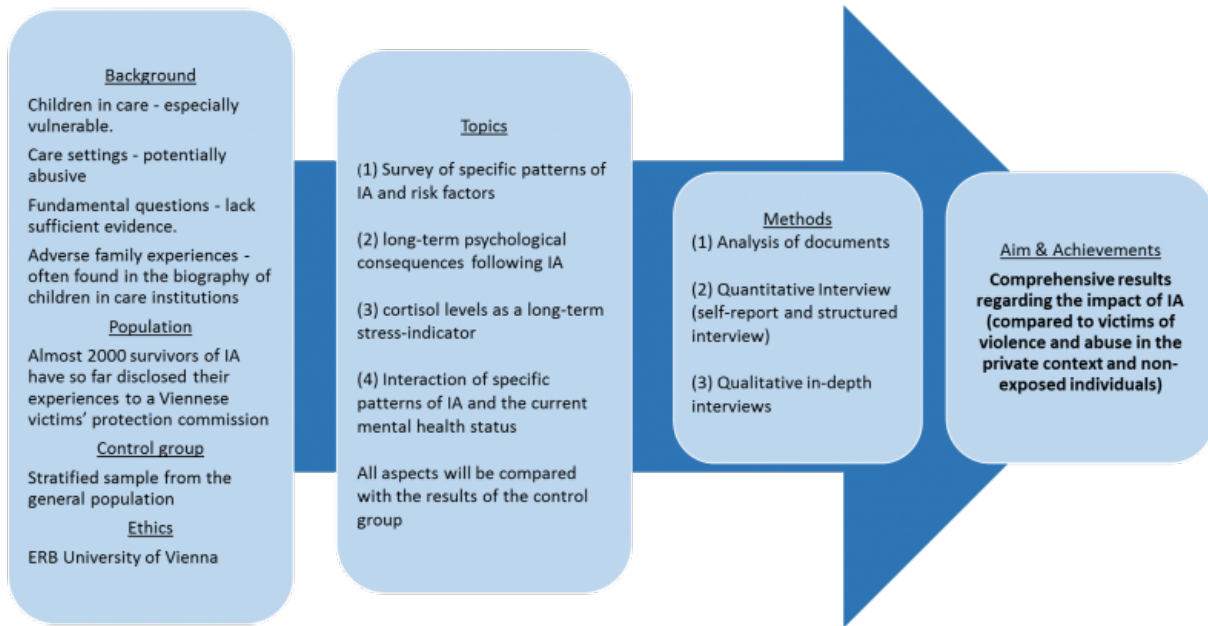 Background
Children in care - especially
vulnerable.
Care settings - potentially
abusive
Fundamental questions - lack
sufficient evidence.
Adverse family experiences -
often found in the biography of
children in care institutions
Population
Almost 2000 survivors of IA
have so far disclosed their
experiences to a Viennese
victims’ protection commission
Control group
Stratified sample from the
general population
Ethics
ERB University of Vienna
Topics
(1) Survey of specific patterns of
IA and risk factors
(2) long-term psychological
consequences following IA
(3) cortisol levels as a long-term
stress-indicator
(4) Interaction of specific
patterns of IA and the current
mental health status
All aspects will be compared
with the results of the control
group
Methods
(1) Analysis of documents
(2) Quantitative Interview
(self-report and structured
interview)
(3) Qualitative in-depth
interviews
Aim & Achievements
Comprehensive results
regarding the impact of IA
(compared to victims of
violence and abuse in the
private context and non-
exposed individuals)